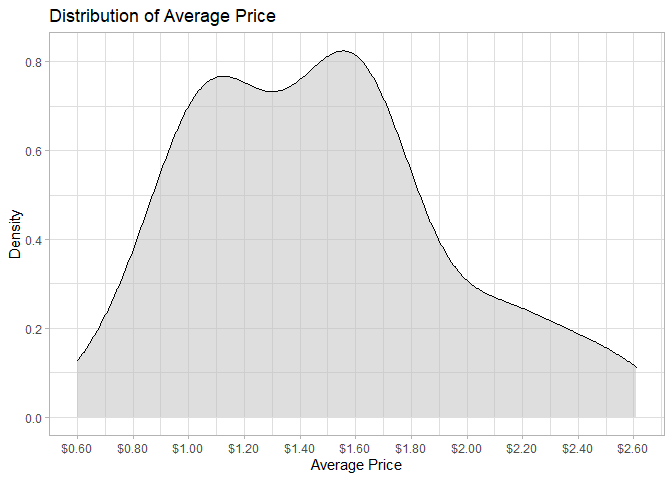 Distribution of Average Price
Density
0.8
0.6
0.4
0.2
0.0
$0.60 $0.80 $1.00 $1.20 $1.40 $1.60 $1.80 $2.00 $2.20 $2.40 $2.60
Average Price